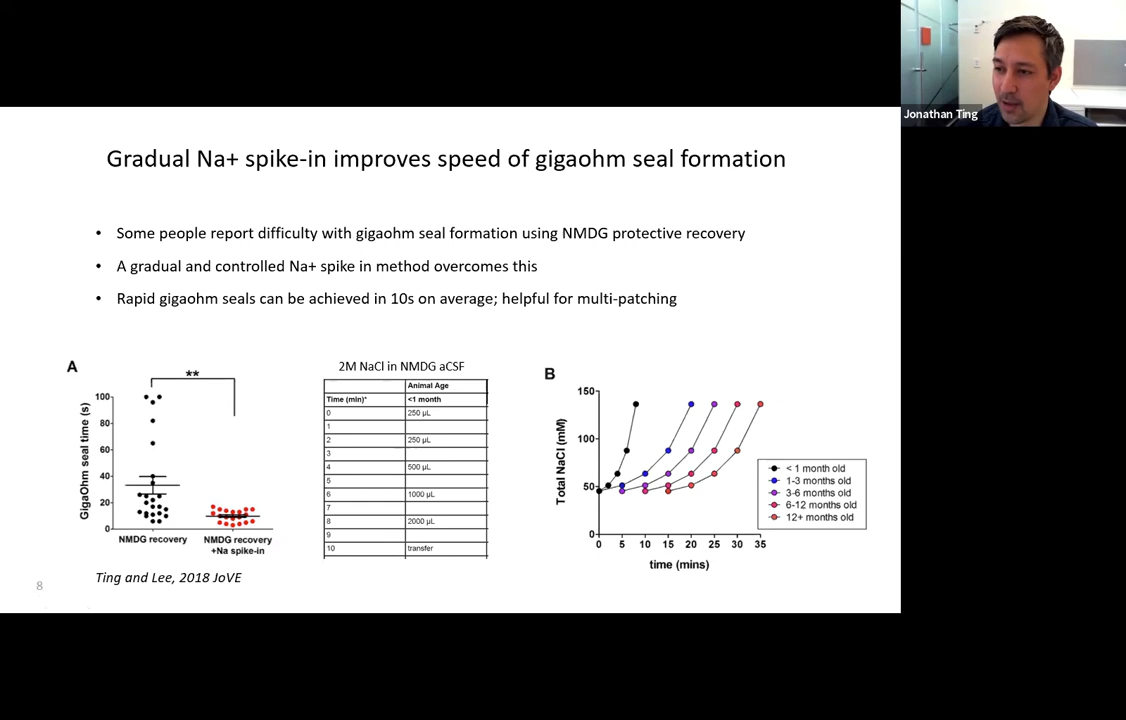 Jonathan Ting
Gradual Na+ spike-in improves speed of gigaohm seal formation
• Some people report difficulty with gigaohm seal formation using NMDG protective recovery
• A gradual and controlled Na+ spike in method overcomes this
• Rapid gigaohm seals can be achieved in 10s on average; helpful for multi-patching
A
**
GigaOhm seal time (s)
100
80
60
40
20
0
NMDG recovery
NMDG recovery
+Na spike-in
2M NaCl in NMDG aCSF
Animal Age
Time (min)* <1 month
0 250 µL
1
2 250 µL
3
4 500 µL
5
6 1000 µL
7
8 2000 µL
9
10 transfer
B
Total NaCl (mM)
150
100
50
0
0 5 10 15 20 25 30 35
time (mins)
< 1 month old
1-3 months old
3-6 months old
6-12 months old
12+ months old
Ting and Lee, 2018 JoVE
8